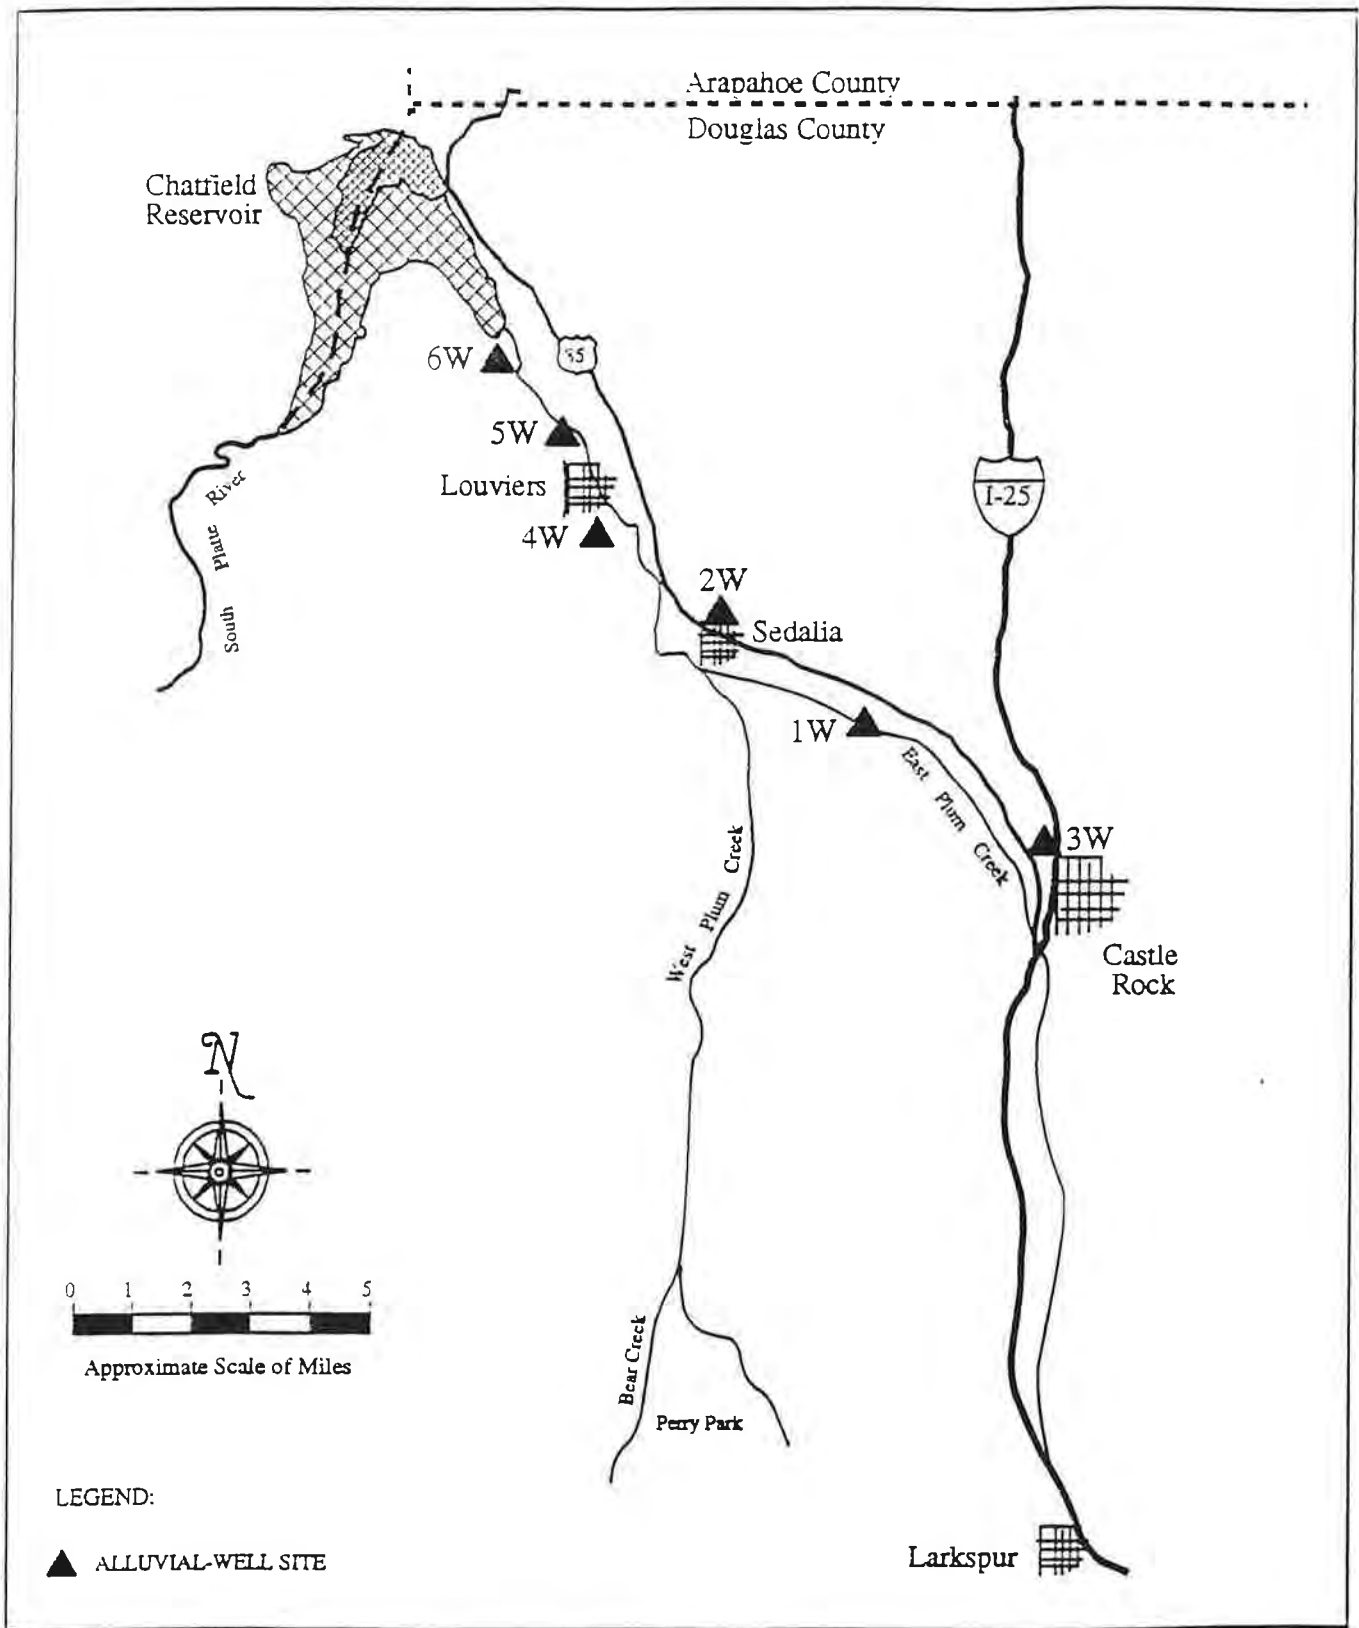 Arapahoe County
Douglas County
Chatfield
Reservoir
6W
85
5W
Louviers
I-25
4W
2W
Sedalia
South Platte River
1W
East Plum Creek
3W
West Plum Creek
Castle
Rock
N
0 1 2 3 4 5
Approximate Scale of Miles
Bear Creek
Perry Park
LEGEND:
ALLUVIAL-WELL SITE
Larkspur